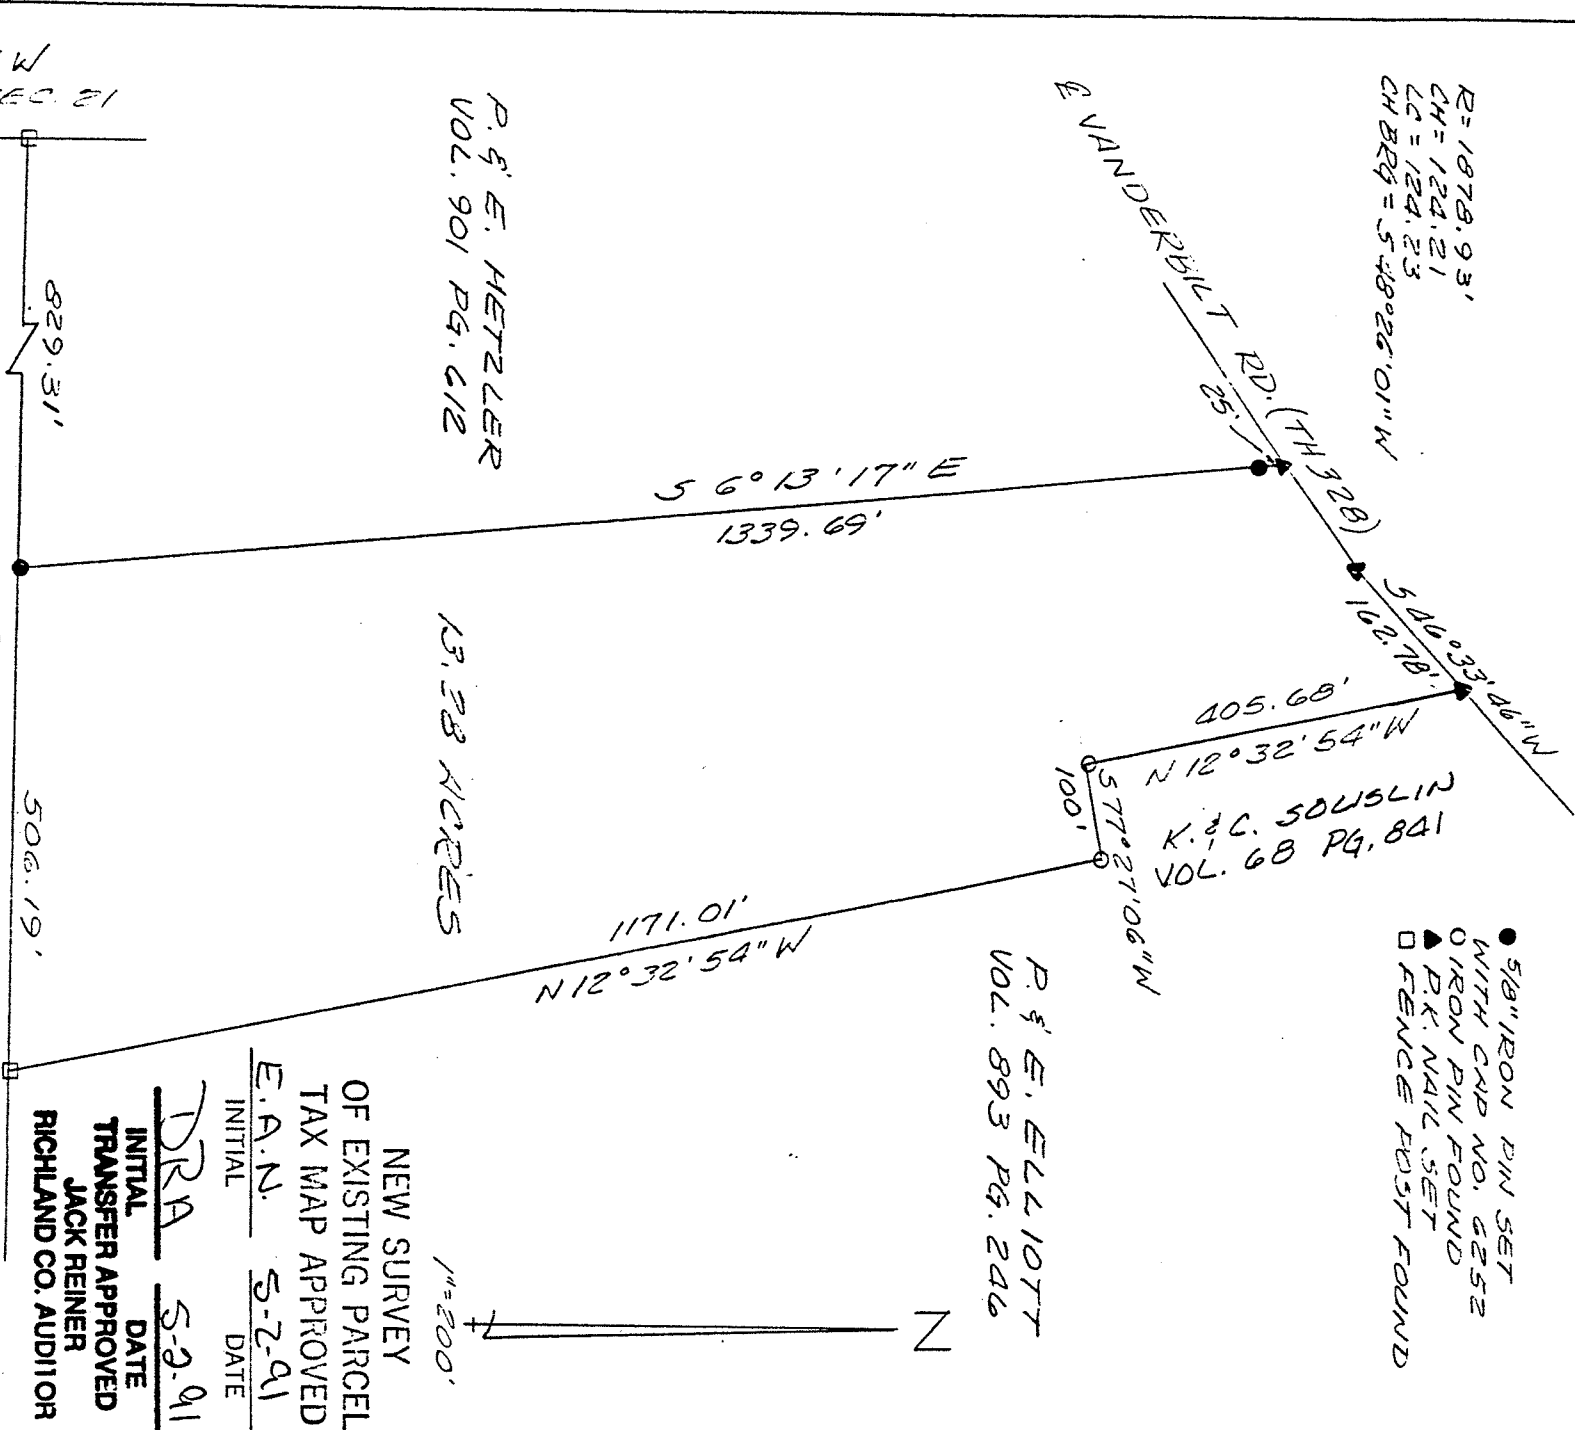 R= 1878.93'
CH= 124.21
LC = 124.23
CH BRG = S 48°26'01" W
℄ VANDERBILT RD. (TH 328)
25'
S 46°33'46" W
162.78'
405.68'
N 12°32'54" W
S 77°27'06" W
100'
K. & C. SOWSLIN
VOL. 68 PG. 841
● 5/8" IRON PIN SET
WITH CAP NO. 6252
○ IRON PIN FOUND
▲ P.K. NAIL SET
□ FENCE POST FOUND
P. & E. METZLER
VOL. 901 PG. 612
S 6° 13' 17" E
1339.69'
13.28 ACRES
1171.01'
N 12° 32' 54" W
P. & E. ELLIOTT
VOL. 893 PG. 246
W
SEC. 21
829.31'
506.19'
N
1"=200'
NEW SURVEY
OF EXISTING PARCEL
TAX MAP APPROVED
E.A.N. 5-2-91
INITIAL DATE
DRA 5-2-91
INITIAL DATE
TRANSFER APPROVED
JACK REINER
RICHLAND CO. AUDITOR